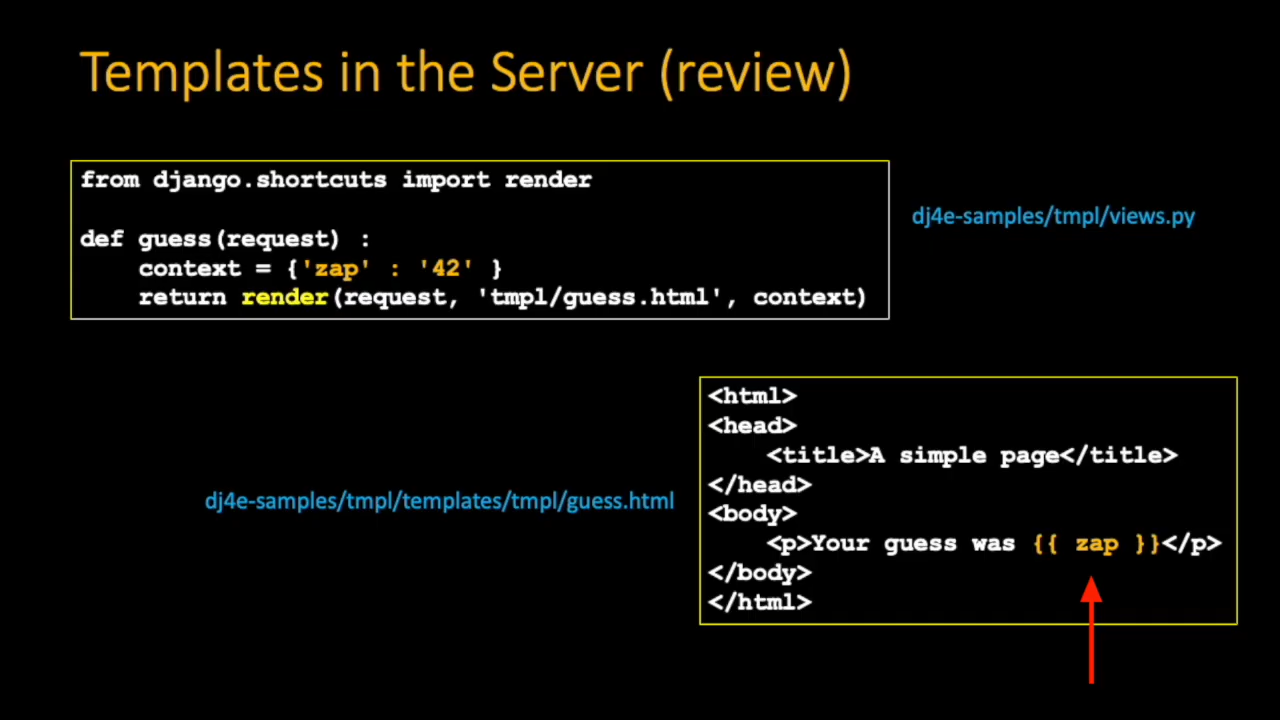 Templates in the Server (review)
from django.shortcuts import render
def guess(request) :
    context = {'zap' : '42' }
    return render(request, 'tmpl/guess.html', context)
dj4e-samples/tmpl/views.py
dj4e-samples/tmpl/templates/tmpl/guess.html
<html>
<head>
    <title>A simple page</title>
</head>
<body>
    <p>Your guess was {{ zap }}</p>
</body>
</html>